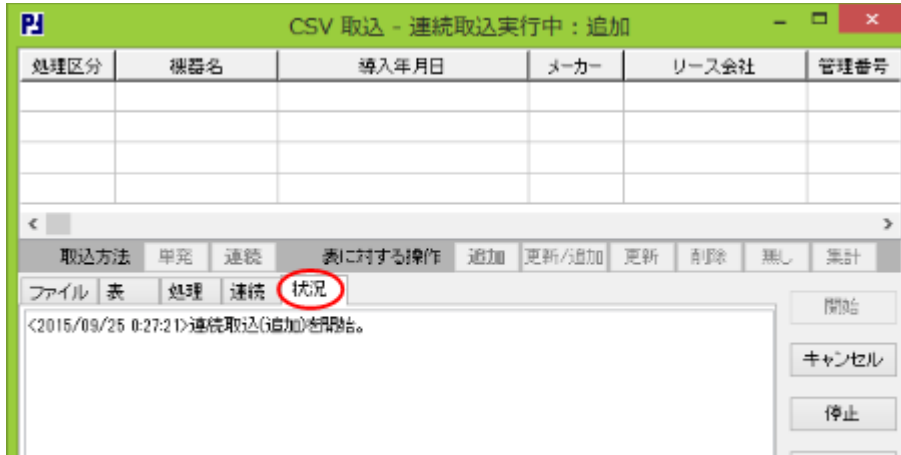 PJ
CSV 取込 - 連続取込実行中：追加
処理区分 機器名 導入年月日 メーカー リース会社 管理番号
取込方法 単発 連続 表に対する操作 追加 更新/追加 更新 削除 無し 集計
ファイル 表 処理 連続 状況
開始
<2015/09/25 0:27:21>連続取込(追加)を開始。
キャンセル
停止